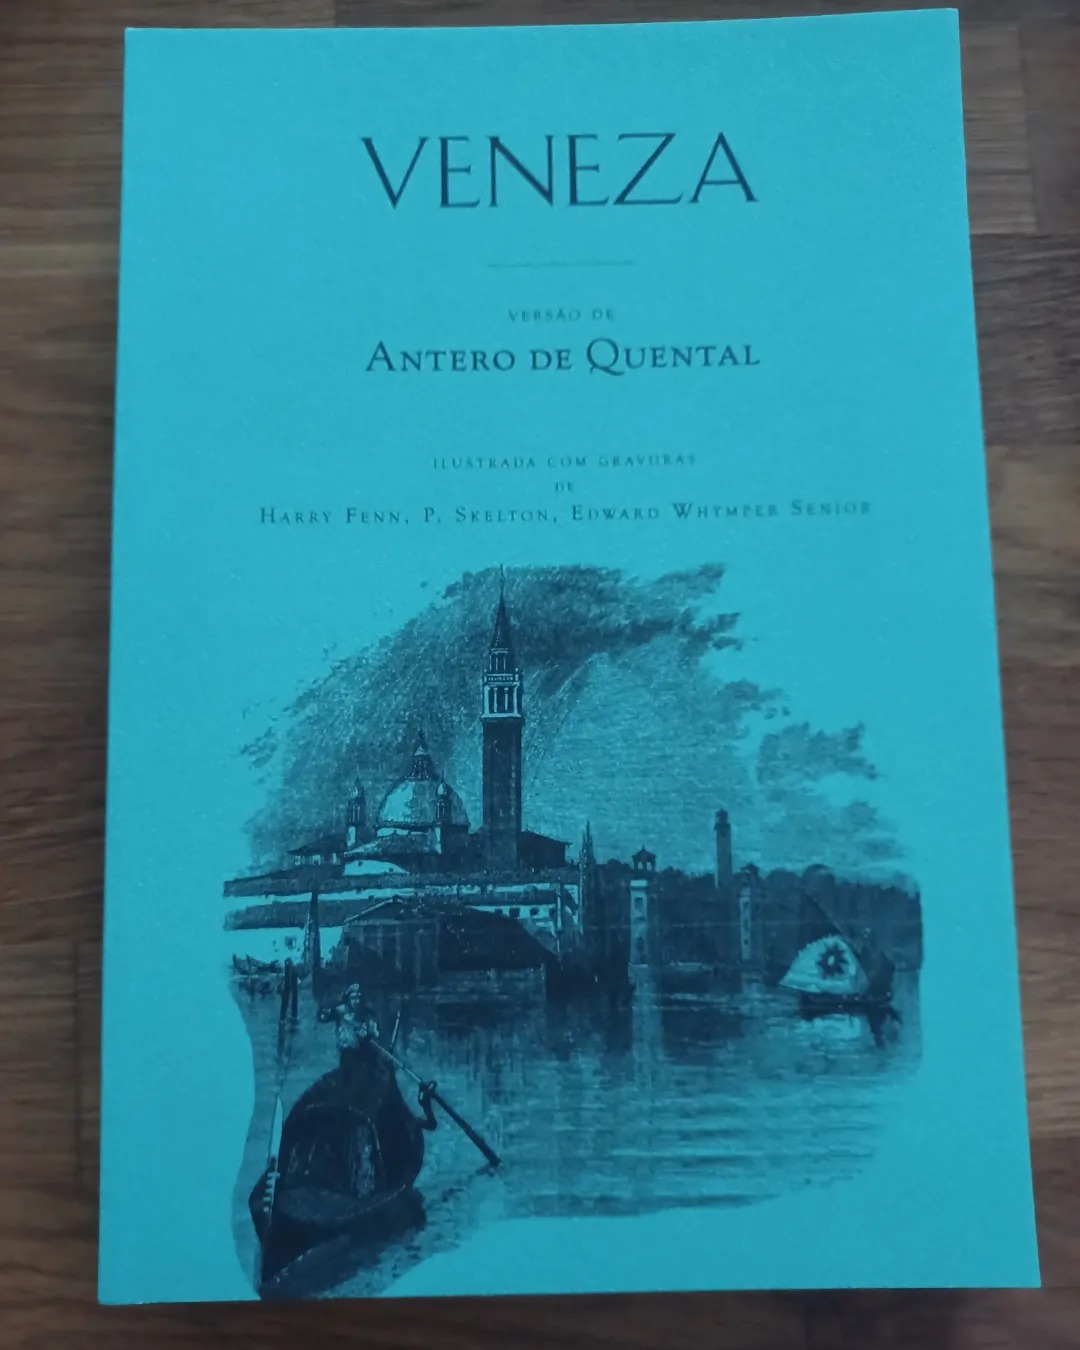 VENEZA
VERSÃO DE
ANTERO DE QUENTAL
ILUSTRADA COM GRAVURAS
DE
HARRY FENN, P. SKELTON, EDWARD WHYMPER SENIOR